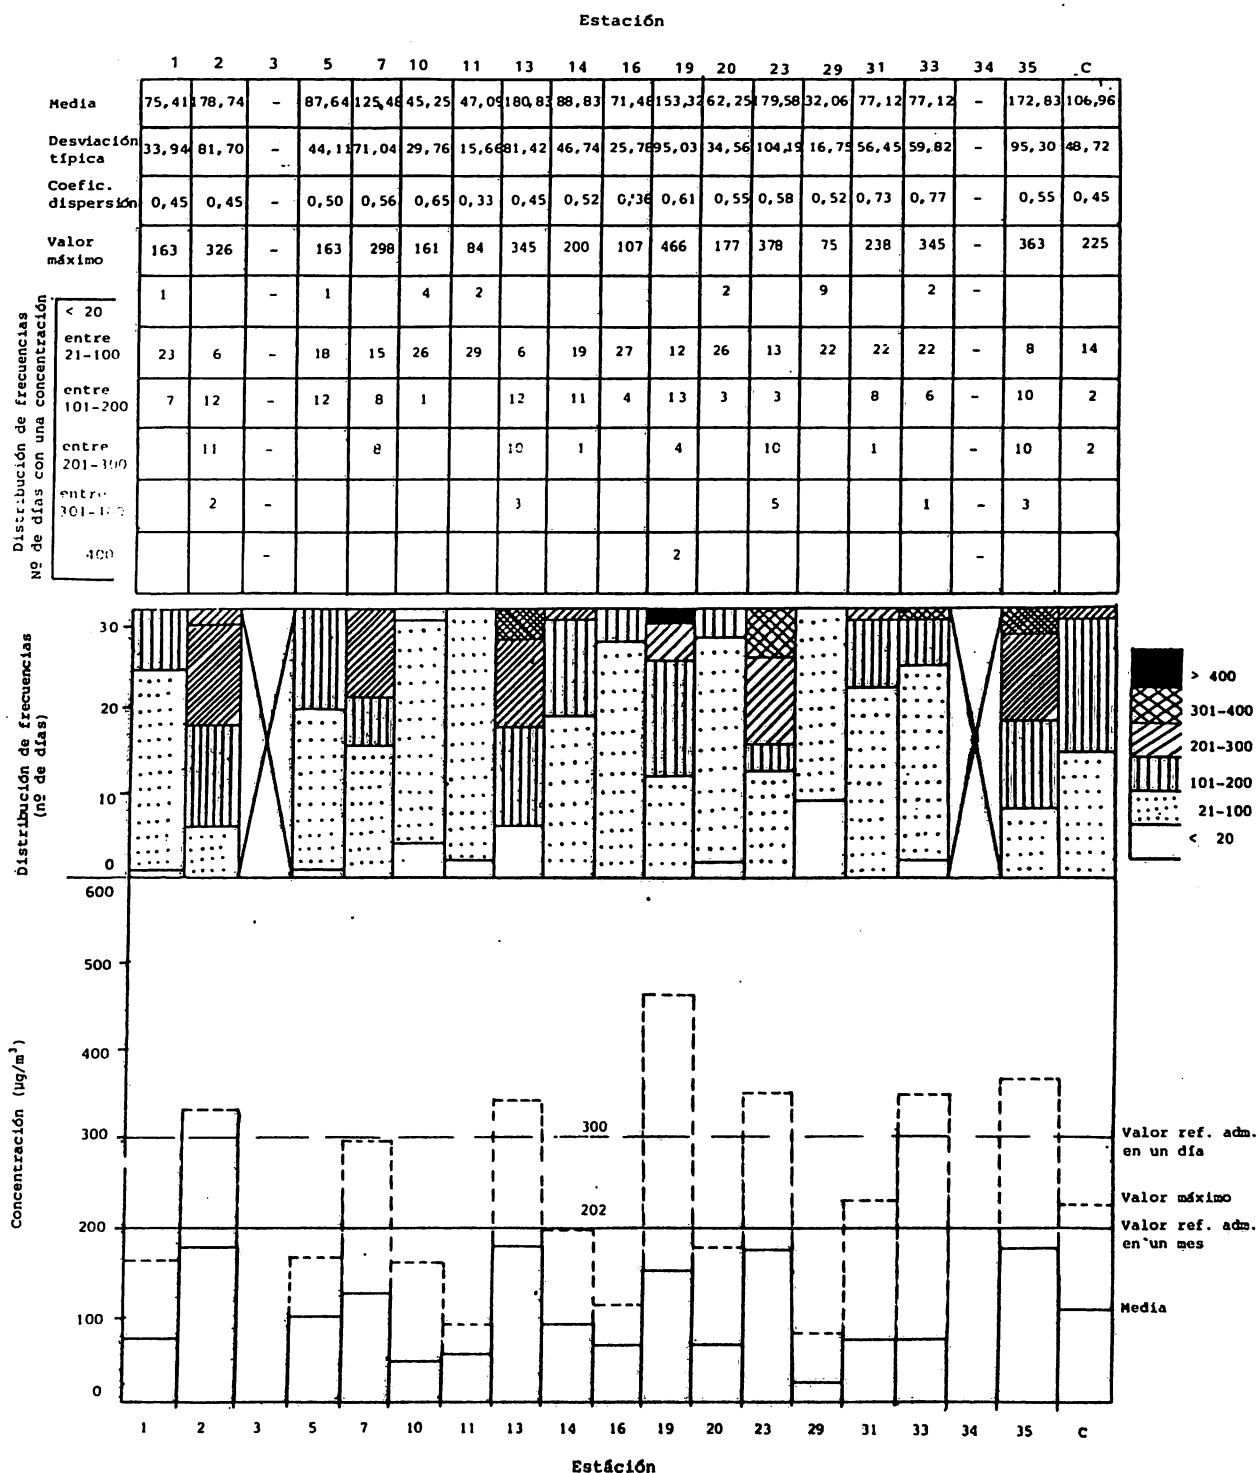 Estación
1 2 3 5 7 10 11 13 14 16 19 20 23 29 31 33 34 35 C
Media 75,41 178,74 - 87,64 125,48 45,25 47,09 180,83 88,83 71,48 153,32 62,25 179,58 32,06 77,12 77,12 - 172,83 106,96
Desviación típica 33,94 81,70 - 44,11 71,04 29,76 15,66 81,42 46,74 25,78 95,03 34,56 104,19 16,75 56,45 59,82 - 95,30 48,72
Coefic. dispersión 0,45 0,45 - 0,50 0,56 0,65 0,33 0,45 0,52 0,36 0,61 0,55 0,58 0,52 0,73 0,77 - 0,55 0,45
Valor máximo 163 326 - 163 298 161 84 345 200 107 466 177 378 75 238 345 - 363 225
Distribución de frecuencias
Nº de días con una concentración
< 20 1 - 1 4 2 2 9 2 -
entre 21-100 23 6 - 18 15 26 29 6 19 27 12 26 13 22 22 22 - 8 14
entre 101-200 7 12 - 12 8 1 12 11 4 13 3 3 8 6 - 10 2
entre 201-300 11 - 8 10 1 4 10 1 - 10 2
entre 301-400 2 - 3 5 1 - 3
400 - 2 -
Distribución de frecuencias
(nº de días)
30
20
10
0
> 400
301-400
201-300
101-200
21-100
< 20
Concentración (µg/m³)
600
500
400
300
200
100
0
300
202
Valor ref. adm.
en un día
Valor máximo
Valor ref. adm.
en un mes
Media
1 2 3 5 7 10 11 13 14 16 19 20 23 29 31 33 34 35 C
Estación